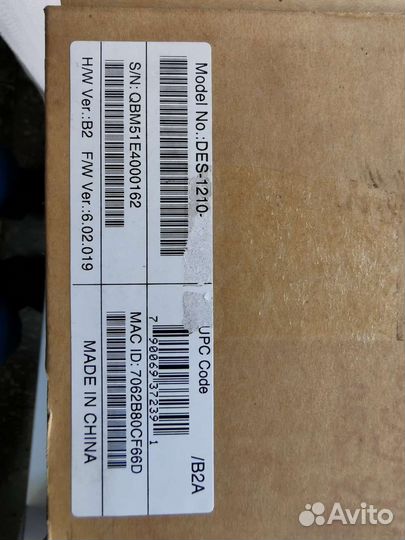 Model No.:DES-1210-
/B2A
S/N: QBM51E4000162
H/W Ver.:B2 F/W Ver.:6.02.019
UPC Code
7 90069 37239 1
MAC ID: 7062B80CF66D
MADE IN CHINA
Avito